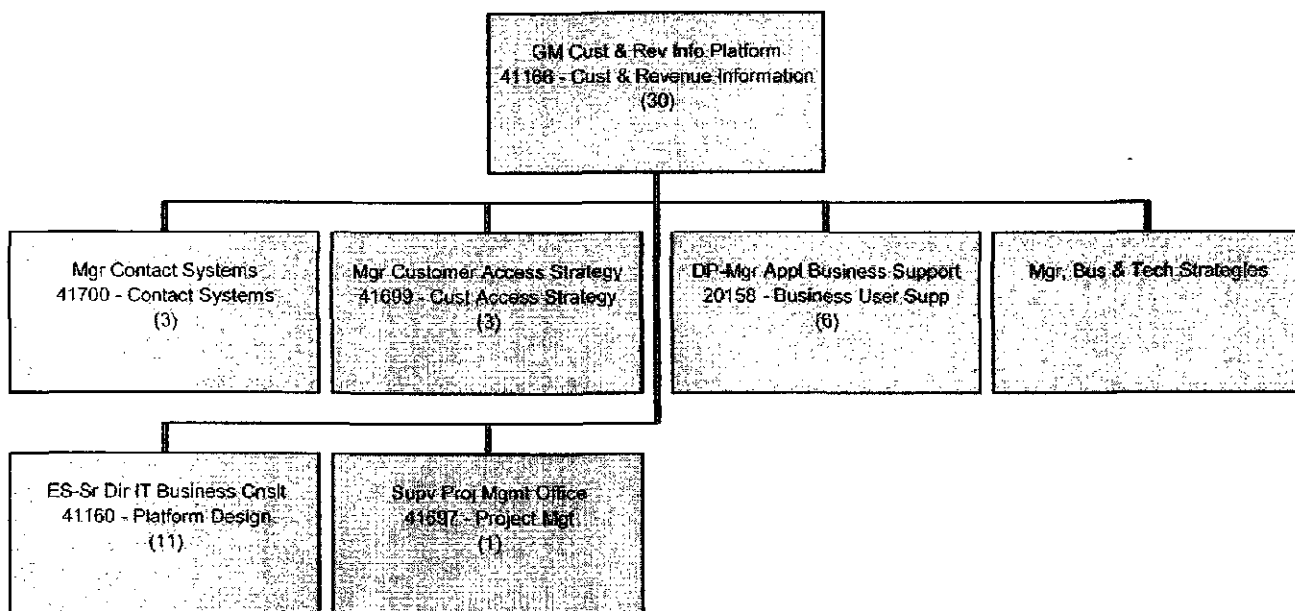 GM Cust & Rev Info Platform
41166 - Cust & Revenue Information
(30)
Mgr Contact Systems
41700 - Contact Systems
(3)
Mgr Customer Access Strategy
41699 - Cust Access Strategy
(3)
DP-Mgr Appl Business Support
20158 - Business User Supp
(6)
Mgr, Bus & Tech Strategies
ES-Sr Dir IT Business Cnslt
41160 - Platform Design
(11)
Supv Proj Mgmt Office
41697 - Project Mgt
(1)